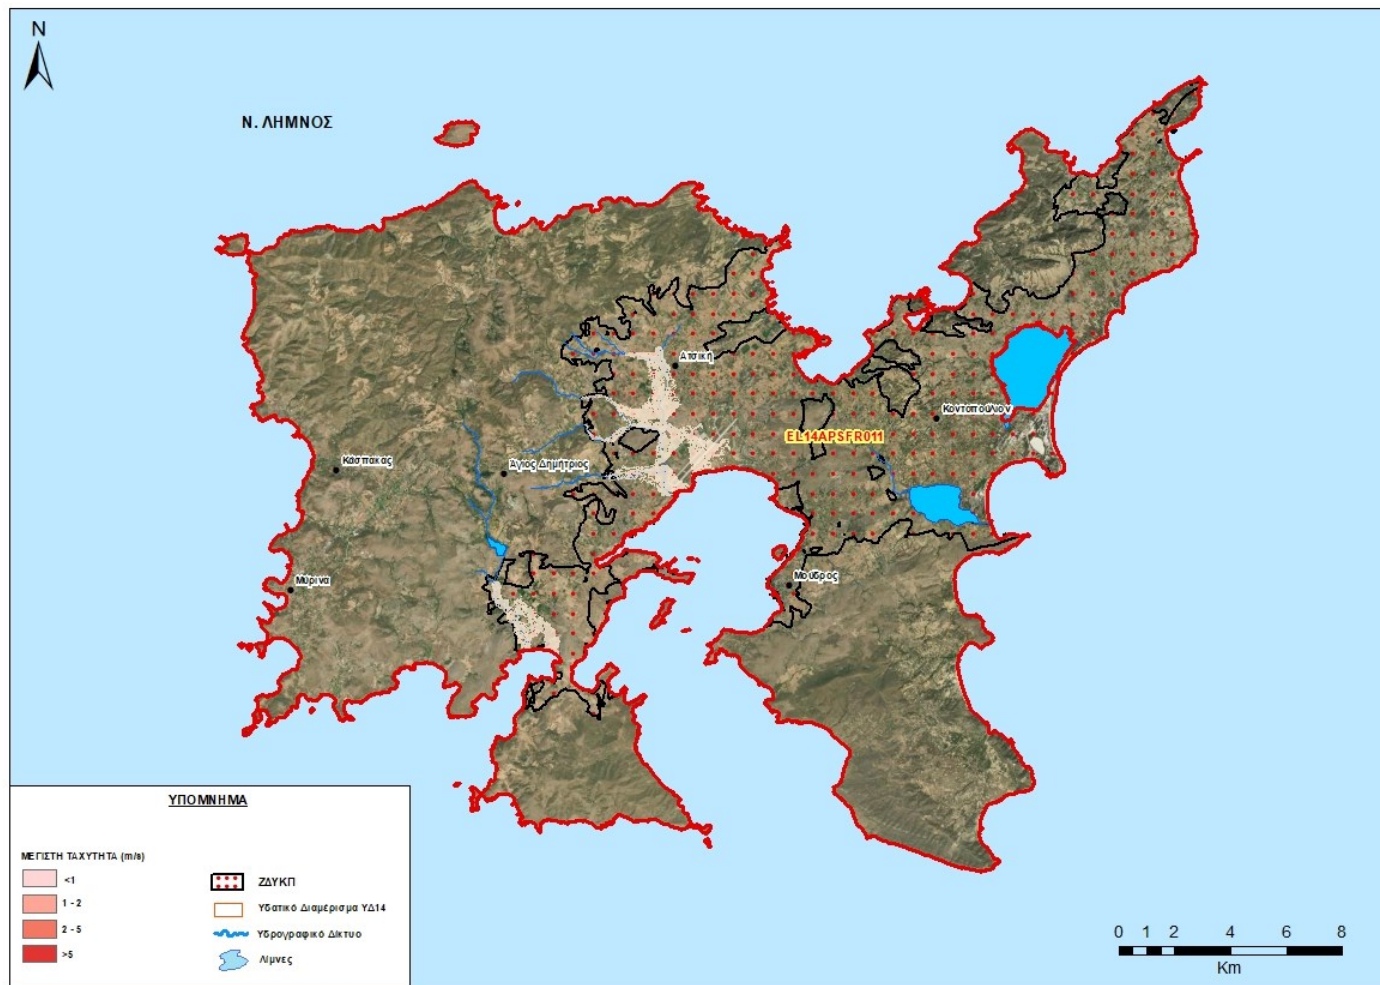 N
Ν. ΛΗΜΝΟΣ
Ατσική
Κοντοπούλιον
EL14APSFR011
Κάσπακας
Άγιος Δημήτριος
Μύρινα
Μούδρος
ΥΠΟΜΝΗΜΑ
ΜΕΓΙΣΤΗ ΤΑΧΥΤΗΤΑ (m/s)
<1
1 - 2
2 - 5
>5
ΖΔΥΚΠ
Υδατικό Διαμέρισμα ΥΔ14
Υδρογραφικό Δίκτυο
Λίμνες
0 1 2 4 6 8
Km